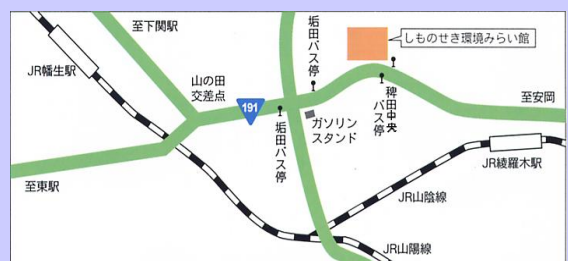 至下関駅
JR幡生駅
山の田
交差点
191
垢田バス停
垢田バス停
ガソリン
スタンド
しものせき環境みらい館
稗田中央
バス停
至安岡
JR綾羅木駅
JR山陰線
JR山陽線
至東駅